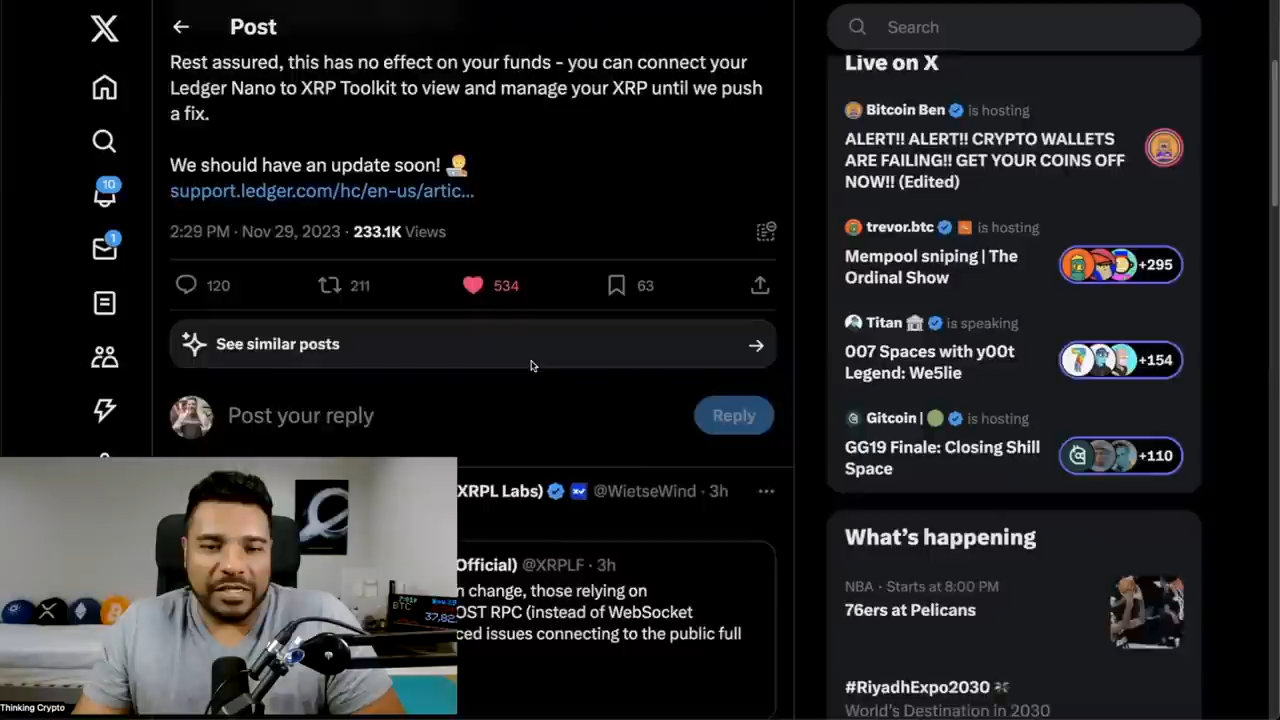 Post
Search
Rest assured, this has no effect on your funds - you can connect your
Ledger Nano to XRP Toolkit to view and manage your XRP until we push
a fix.
We should have an update soon!
support.ledger.com/hc/en-us/artic...
2:29 PM · Nov 29, 2023 · 233.1K Views
120
211
534
63
See similar posts
Post your reply
Reply
XRPL Labs) @WietseWind · 3h
Official) @XRPLF · 3h
n change, those relying on
OST RPC (instead of WebSocket
ced issues connecting to the public full
10
1
Live on X
Bitcoin Ben is hosting
ALERT!! ALERT!! CRYPTO WALLETS
ARE FAILING!! GET YOUR COINS OFF
NOW!! (Edited)
trevor.btc is hosting
Mempool sniping | The
Ordinal Show
+295
Titan is speaking
007 Spaces with y00t
Legend: We5lie
+154
Gitcoin | is hosting
GG19 Finale: Closing Shill
Space
+110
What's happening
NBA · Starts at 8:00 PM
76ers at Pelicans
#RiyadhExpo2030
World's Destination in 2030
BTC
37,82
Thinking Crypto